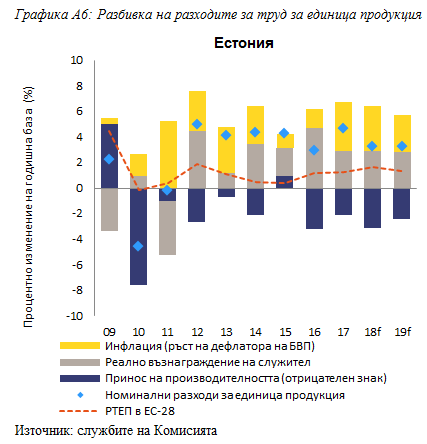 Графика А6: Разбивка на разходите за труд за единица продукция
Естония
Процентно изменение на годишна база (%)
10
8
6
4
2
0
-2
-4
-6
-8
-10
09 10 11 12 13 14 15 16 17 18f 19f
Инфлация (ръст на дефлатора на БВП)
Реално възнаграждение на служител
Принос на производителността (отрицателен знак)
Номинални разходи за единица продукция
РТЕП в ЕС-28
Източник: службите на Комисията